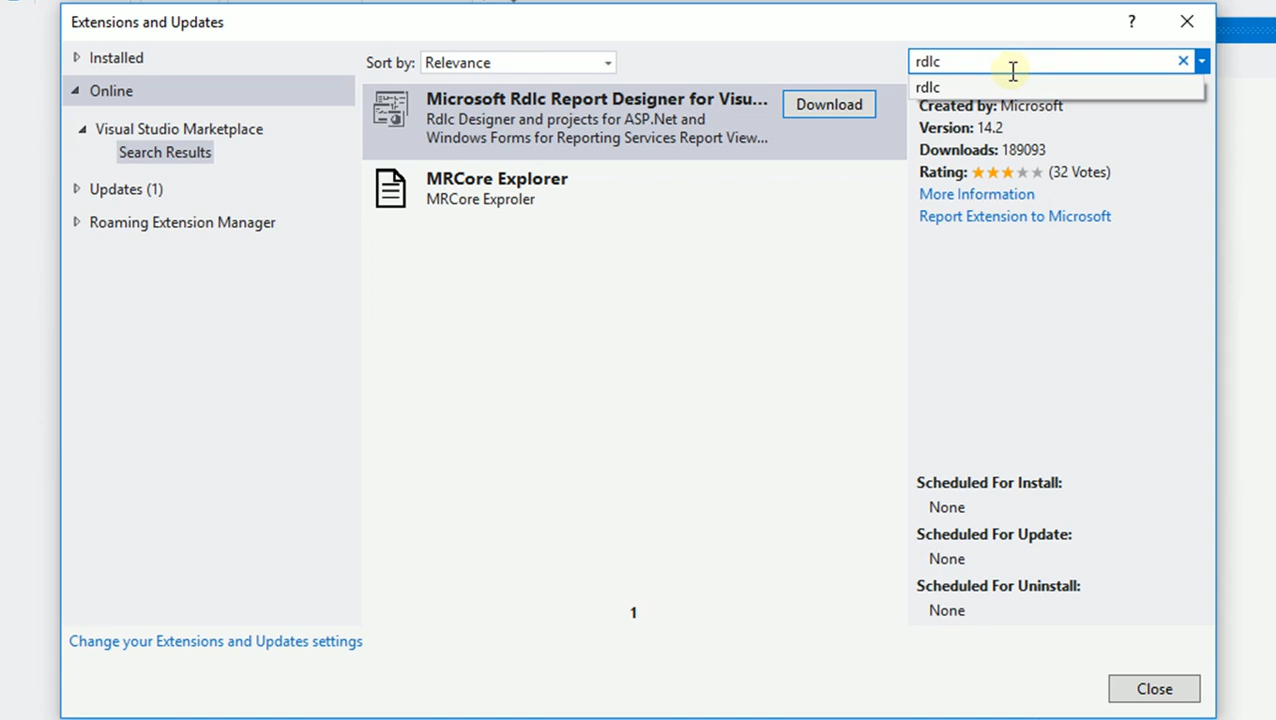 Extensions and Updates
?
Installed
Online
Visual Studio Marketplace
Search Results
Updates (1)
Roaming Extension Manager
Change your Extensions and Updates settings
Sort by: Relevance
Microsoft Rdlc Report Designer for Visu...
Download
Rdlc Designer and projects for ASP.Net and
Windows Forms for Reporting Services Report View...
MRCore Explorer
MRCore Exproler
1
rdlc
rdlc
Created by: Microsoft
Version: 14.2
Downloads: 189093
Rating: (32 Votes)
More Information
Report Extension to Microsoft
Scheduled For Install:
None
Scheduled For Update:
None
Scheduled For Uninstall:
None
Close